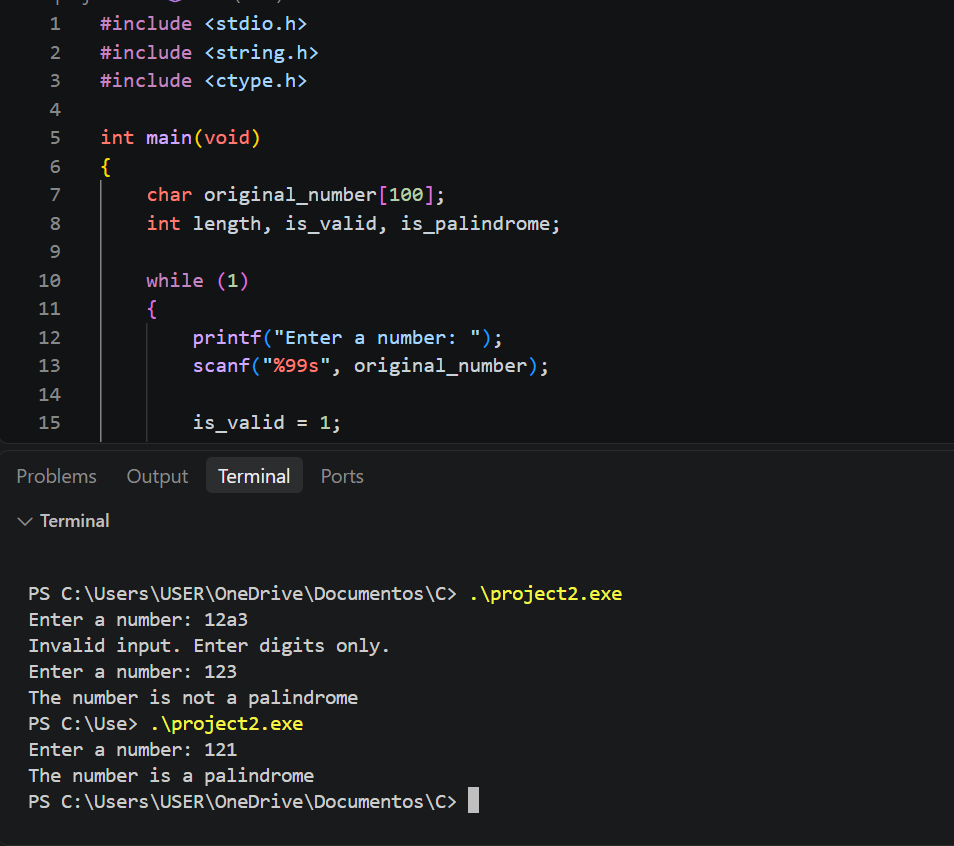 1 #include <stdio.h>
2 #include <string.h>
3 #include <ctype.h>
4
5 int main(void)
6 {
7     char original_number[100];
8     int length, is_valid, is_palindrome;
9
10     while (1)
11     {
12         printf("Enter a number: ");
13         scanf("%99s", original_number);
14
15         is_valid = 1;
Problems Output Terminal Ports
Terminal
PS C:\Users\USER\OneDrive\Documentos\C> .\project2.exe
Enter a number: 12a3
Invalid input. Enter digits only.
Enter a number: 123
The number is not a palindrome
PS C:\Use> .\project2.exe
Enter a number: 121
The number is a palindrome
PS C:\Users\USER\OneDrive\Documentos\C>